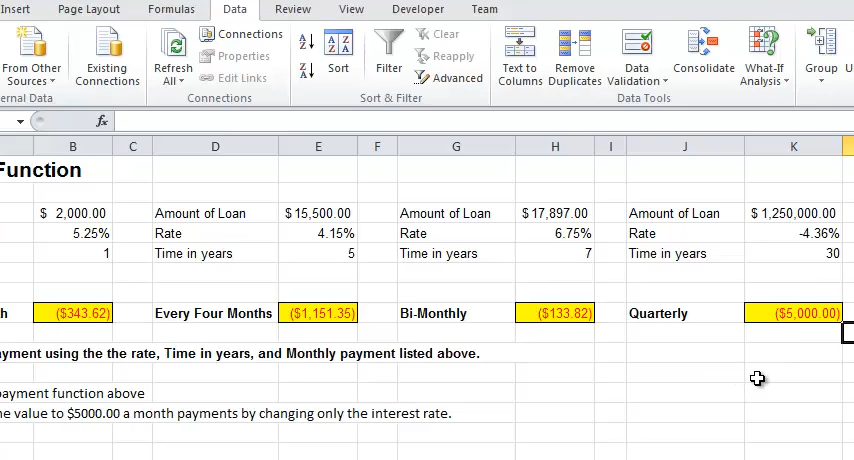 Insert Page Layout Formulas Data Review View Developer Team
From Other Sources Existing Connections Refresh All Connections Properties Edit Links Sort Filter Clear Reapply Advanced Text to Columns Remove Duplicates Data Validation Consolidate What-If Analysis Group U
ernal Data Connections Sort & Filter Data Tools
fx
B C D E F G H I J K
Function
$ 2,000.00 Amount of Loan $15,500.00 Amount of Loan $17,897.00 Amount of Loan $ 1,250,000.00
5.25% Rate 4.15% Rate 6.75% Rate -4.36%
1 Time in years 5 Time in years 7 Time in years 30
h ($343.62) Every Four Months ($1,151.35) Bi-Monthly ($133.82) Quarterly ($5,000.00)
ayment using the the rate, Time in years, and Monthly payment listed above.
payment function above
ne value to $5000.00 a month payments by changing only the interest rate.